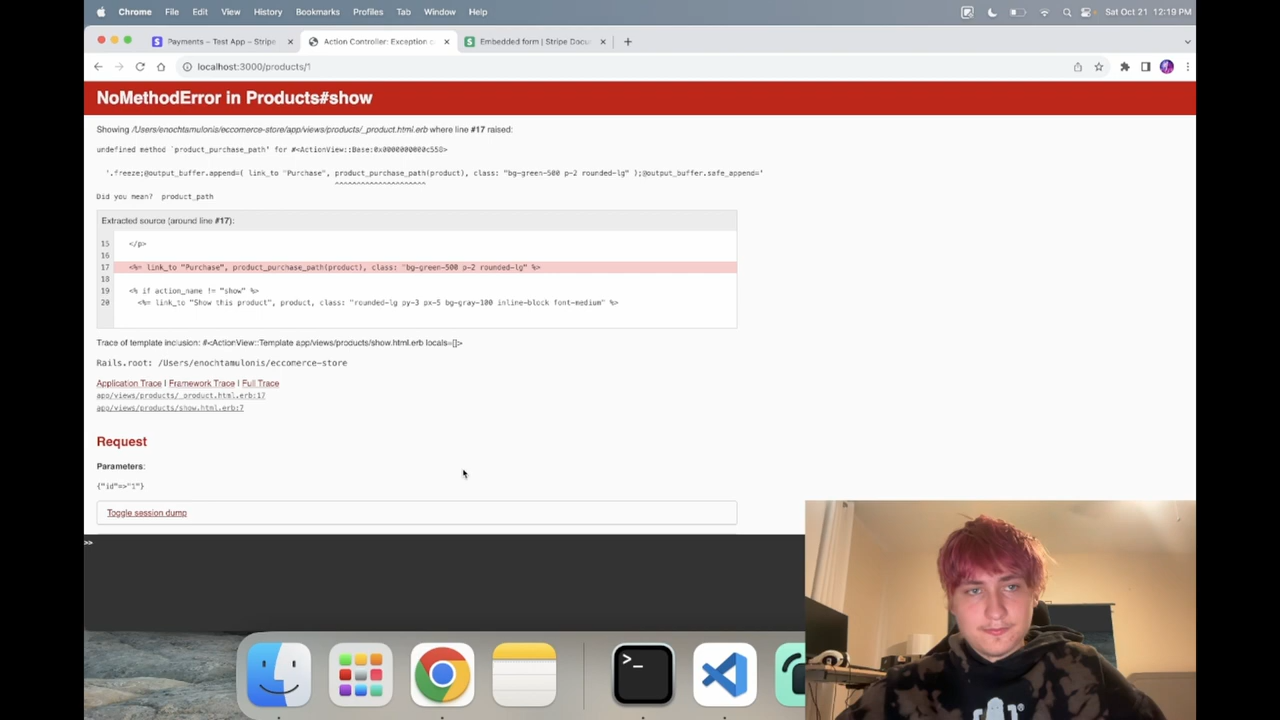 Chrome File Edit View History Bookmarks Profiles Tab Window Help Sat Oct 21 12:19 PM
Payments – Test App – Stripe Action Controller: Exception c Embedded form | Stripe Docu
localhost:3000/products/1
NoMethodError in Products#show
Showing /Users/enochtamulonis/eccomerce-store/app/views/products/_product.html.erb where line #17 raised:
undefined method `product_purchase_path' for #<ActionView::Base:0x0000000000c558>
'.freeze;@output_buffer.append=( link_to "Purchase", product_purchase_path(product), class: "bg-green-500 p-2 rounded-lg" );@output_buffer.safe_append='
^^^^^^^^^^^^^^^^^^^^^
Did you mean? product_path
Extracted source (around line #17):
15 </p>
16
17 <%= link_to "Purchase", product_purchase_path(product), class: "bg-green-500 p-2 rounded-lg" %>
18
19 <% if action_name != "show" %>
20 <%= link_to "Show this product", product, class: "rounded-lg py-3 px-5 bg-gray-100 inline-block font-medium" %>
Trace of template inclusion: #<ActionView::Template app/views/products/show.html.erb locals=[]>
Rails.root: /Users/enochtamulonis/eccomerce-store
Application Trace | Framework Trace | Full Trace
app/views/products/_product.html.erb:17
app/views/products/show.html.erb:7
Request
Parameters:
{"id"=>"1"}
Toggle session dump
>>
>_